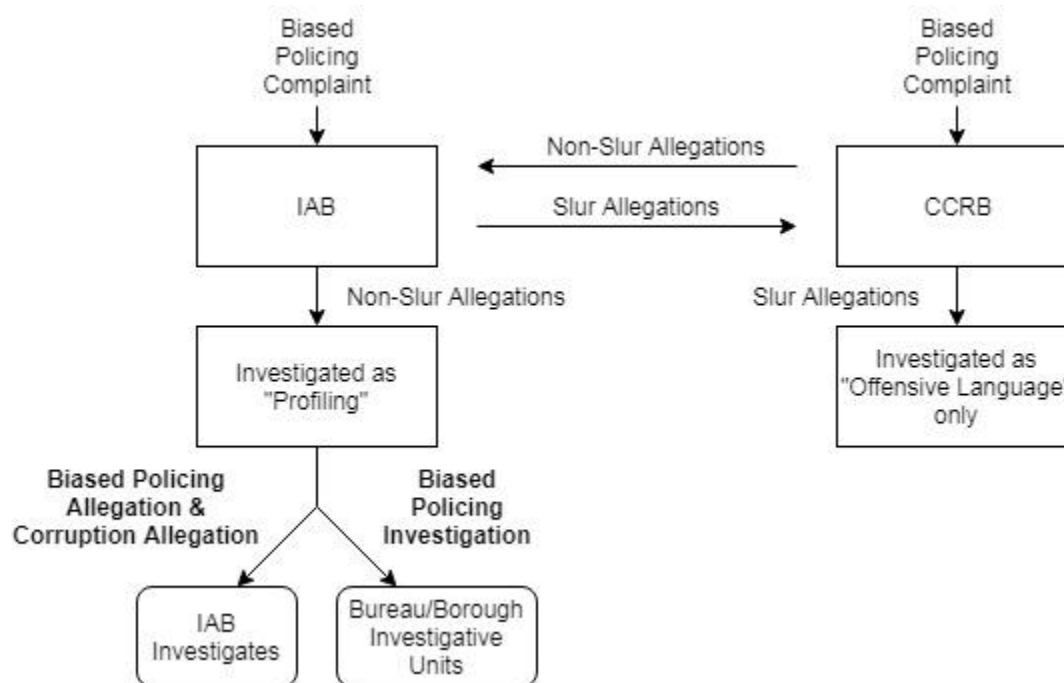 Biased
Policing
Complaint
Biased
Policing
Complaint
Non-Slur Allegations
IAB
Slur Allegations
CCRB
Non-Slur Allegations
Slur Allegations
Investigated as
"Profiling"
Investigated as
"Offensive Language"
only
Biased Policing
Allegation &
Corruption Allegation
Biased
Policing
Investigation
IAB
Investigates
Bureau/Borough
Investigative
Units